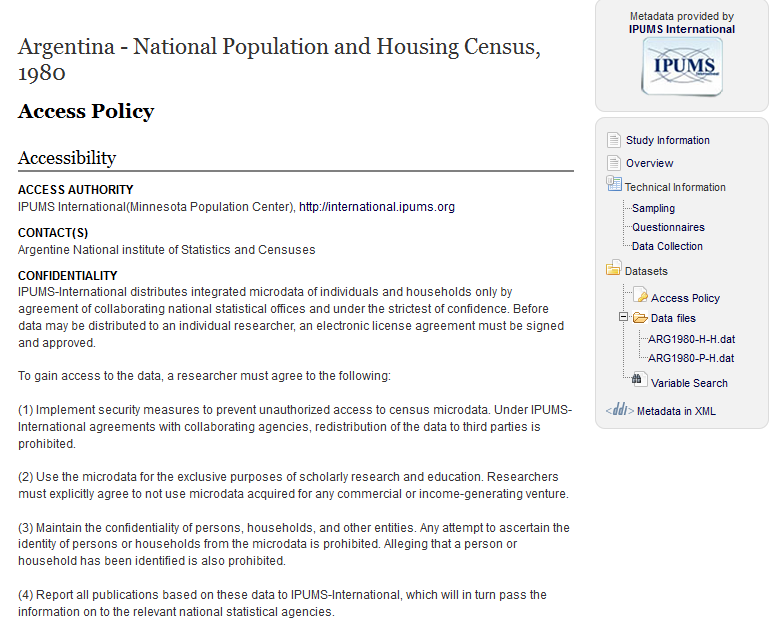 Argentina - National Population and Housing Census,
1980
Access Policy
Accessibility
ACCESS AUTHORITY
IPUMS International(Minnesota Population Center), http://international.ipums.org
CONTACT(S)
Argentine National institute of Statistics and Censuses
CONFIDENTIALITY
IPUMS-International distributes integrated microdata of individuals and households only by
agreement of collaborating national statistical offices and under the strictest of confidence. Before
data may be distributed to an individual researcher, an electronic license agreement must be signed
and approved.
To gain access to the data, a researcher must agree to the following:
(1) Implement security measures to prevent unauthorized access to census microdata. Under IPUMS-
International agreements with collaborating agencies, redistribution of the data to third parties is
prohibited.
(2) Use the microdata for the exclusive purposes of scholarly research and education. Researchers
must explicitly agree to not use microdata acquired for any commercial or income-generating venture.
(3) Maintain the confidentiality of persons, households, and other entities. Any attempt to ascertain the
identity of persons or households from the microdata is prohibited. Alleging that a person or
household has been identified is also prohibited.
(4) Report all publications based on these data to IPUMS-International, which will in turn pass the
information on to the relevant national statistical agencies.
Metadata provided by
IPUMS International
IPUMS
International
Study Information
Overview
Technical Information
Sampling
Questionnaires
Data Collection
Datasets
Access Policy
Data files
ARG1980-H-H.dat
ARG1980-P-H.dat
Variable Search
<ddi> Metadata in XML